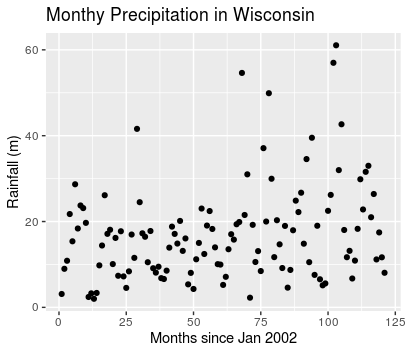 Monthy Precipitation in Wisconsin
Rainfall (m)
60
40
20
0
0 25 50 75 100 125
Months since Jan 2002